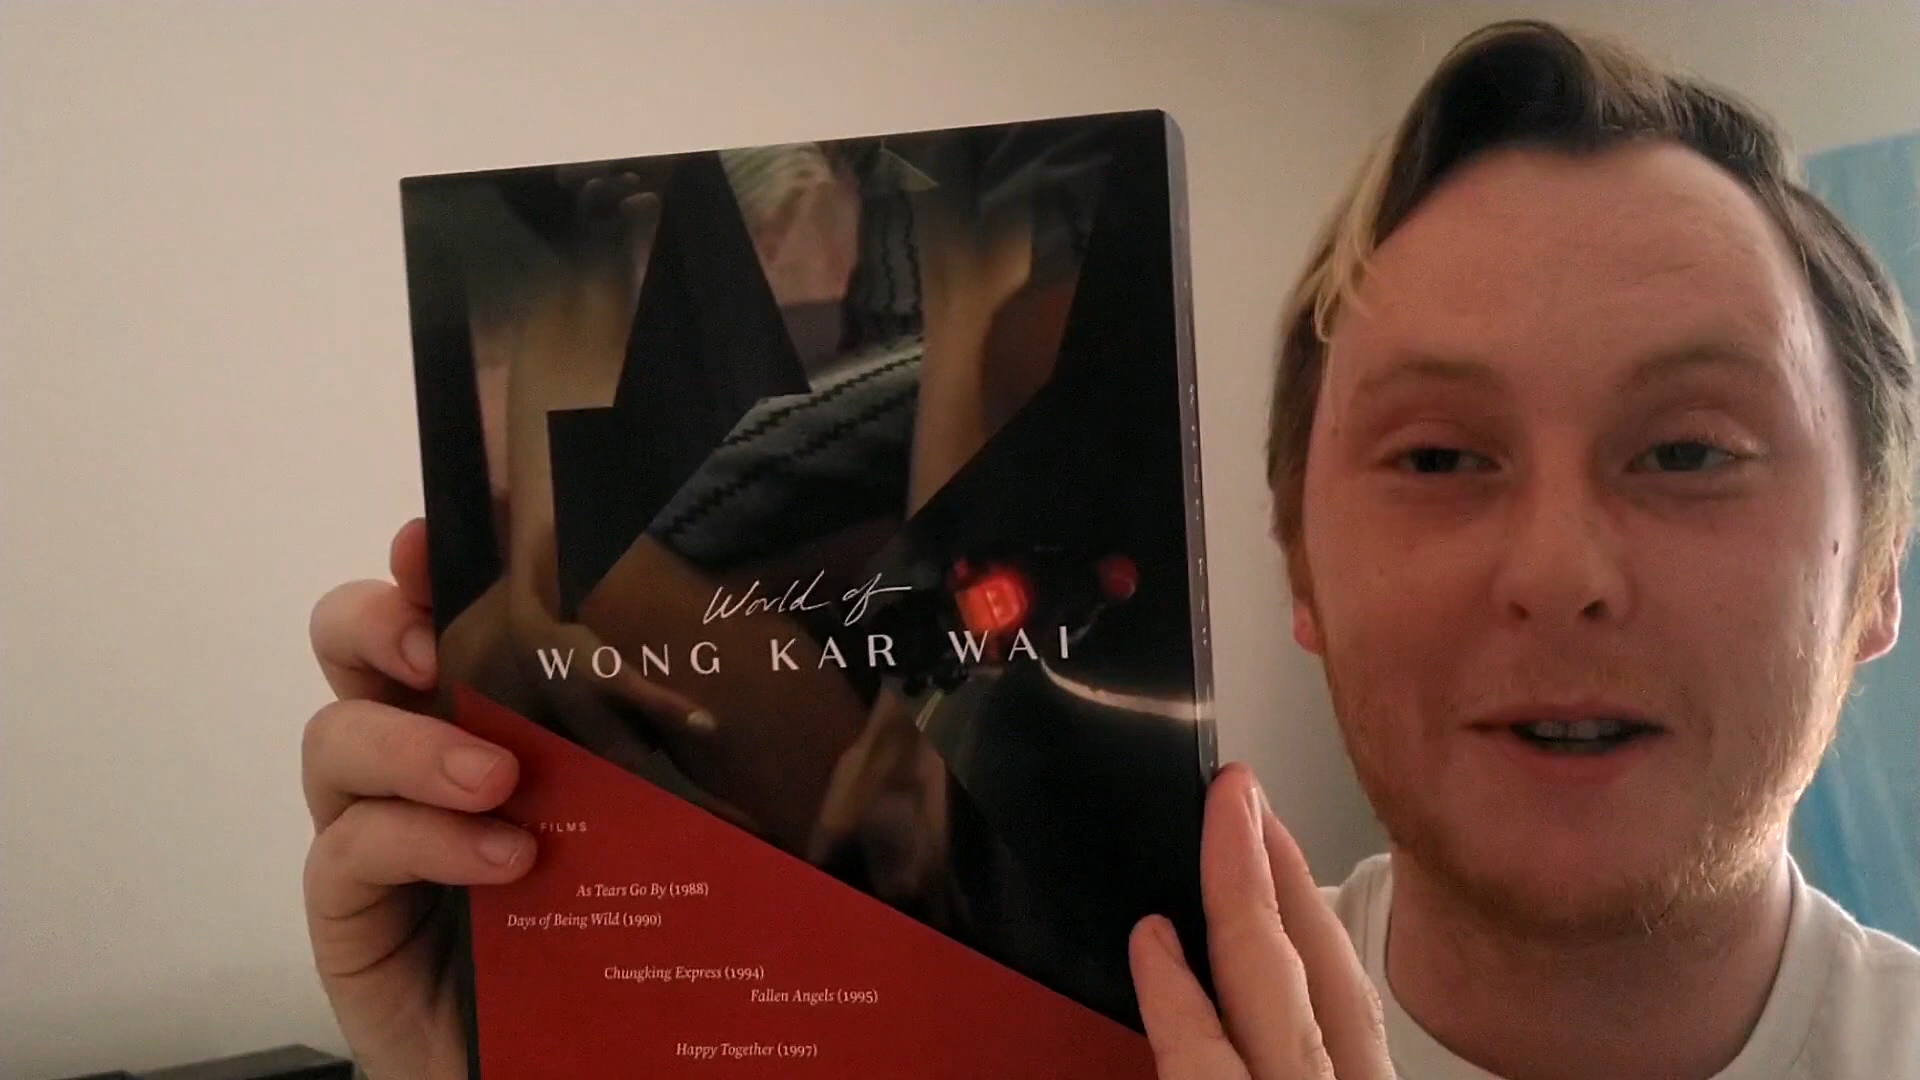 World of
WONG KAR WAI
FILMS
As Tears Go By (1988)
Days of Being Wild (1990)
Chungking Express (1994)
Fallen Angels (1995)
Happy Together (1997)